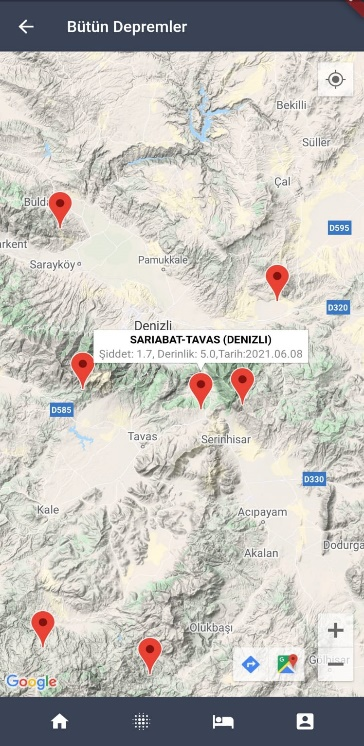 Bütün Depremler
Bekilli
Süller
Çal
Bulda
D595
arkent
Sarayköy
Pamukkale
D320
Denizli
SARIABAT-TAVAS (DENIZLI)
Şiddet: 1.7, Derinlik: 5.0,Tarih:2021.06.08
D585
Tavas
Serinhisar
D330
Kale
Acıpayam
Dodurga
Akalan
Olukbaşı
Google